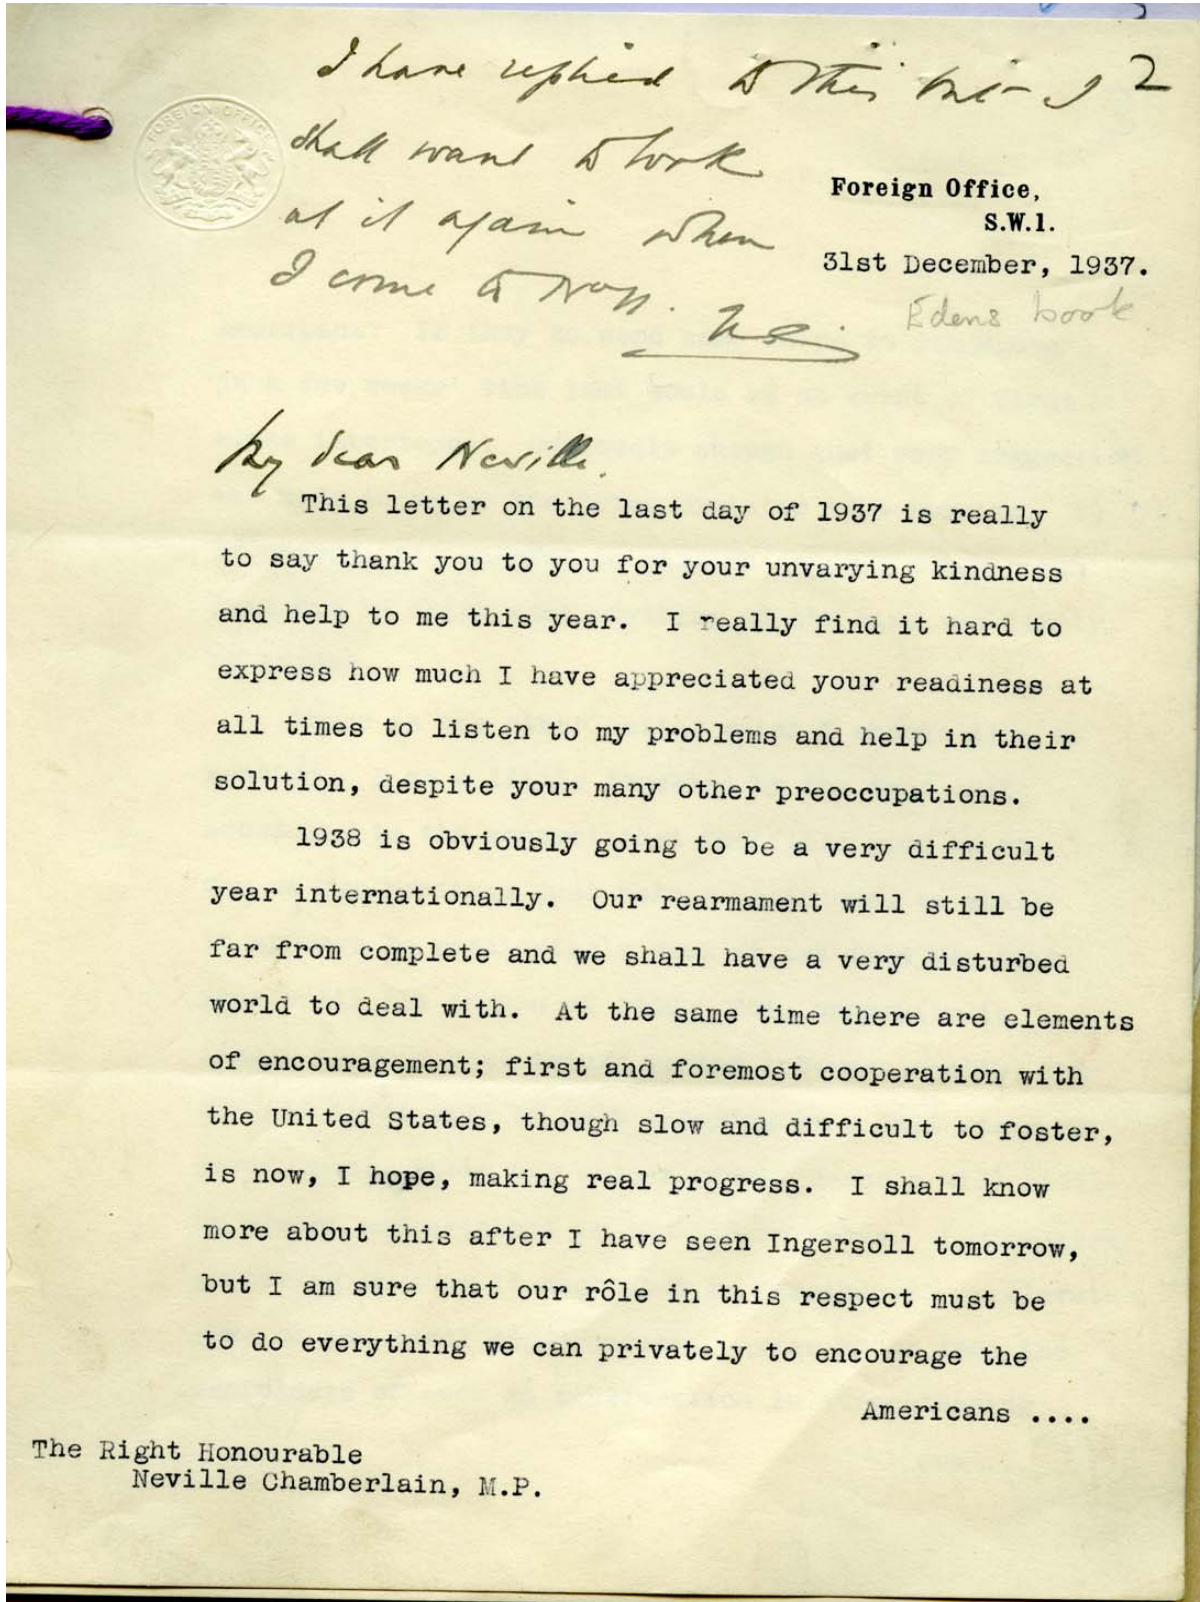 I have replied to this but I
2
shall want to look
at it again when
I come to
FOREIGN OFFICE
Foreign Office,
S.W.1.
31st December, 1937.
Edens book
My dear Neville.
This letter on the last day of 1937 is really
to say thank you to you for your unvarying kindness
and help to me this year. I really find it hard to
express how much I have appreciated your readiness at
all times to listen to my problems and help in their
solution, despite your many other preoccupations.
1938 is obviously going to be a very difficult
year internationally. Our rearmament will still be
far from complete and we shall have a very disturbed
world to deal with. At the same time there are elements
of encouragement; first and foremost cooperation with
the United States, though slow and difficult to foster,
is now, I hope, making real progress. I shall know
more about this after I have seen Ingersoll tomorrow,
but I am sure that our rôle in this respect must be
to do everything we can privately to encourage the
Americans ....
The Right Honourable
Neville Chamberlain, M.P.